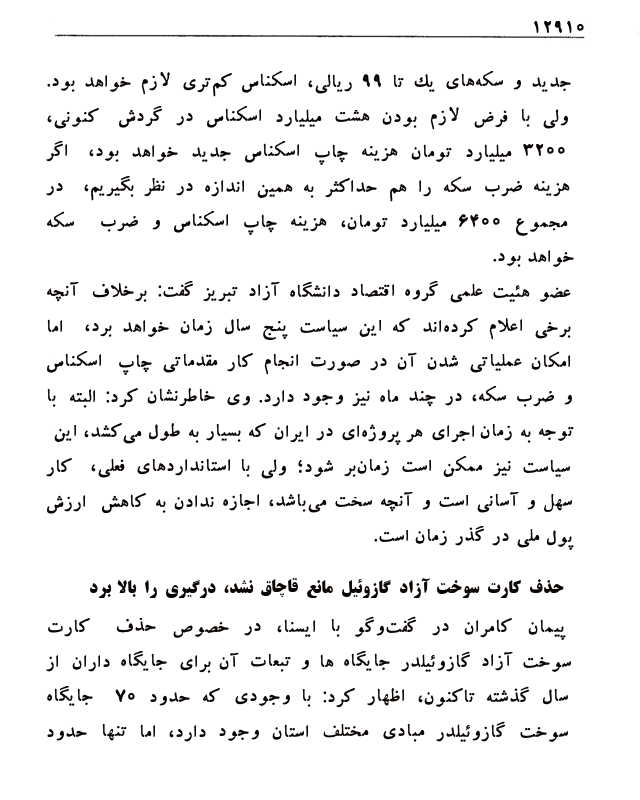 ۱۲۹۱۰
جدید و سکه‌های یك تا ۹۹ ریالی، اسکناس کم‌تری لازم خواهد بود.
ولی با فرض لازم بودن هشت میلیارد اسکناس در گردش کنونی،
۳۲۰۰ میلیارد تومان هزینه چاپ اسکناس جدید خواهد بود، اگر
هزینه ضرب سکه را هم حداکثر به همین اندازه در نظر بگیریم، در
مجموع ۶۴۰۰ میلیارد تومان، هزینه چاپ اسکناس و ضرب سکه
خواهد بود.
عضو هئیت علمی گروه اقتصاد دانشگاه آزاد تبریز گفت: برخلاف آنچه
برخی اعلام کرده‌اند که این سیاست پنج سال زمان خواهد برد، اما
امکان عملیاتی شدن آن در صورت انجام کار مقدماتی چاپ اسکناس
و ضرب سکه، در چند ماه نیز وجود دارد. وی خاطرنشان کرد: البته با
توجه به زمان اجرای هر پروژه‌ای در ایران که بسیار به طول می‌کشد، این
سیاست نیز ممکن است زمان‌بر شود؛ ولی با استانداردهای فعلی، کار
سهل و آسانی است و آنچه سخت می‌باشد، اجازه ندادن به کاهش ارزش
پول ملی در گذر زمان است.
حذف کارت سوخت آزاد گازوئیل مانع قاچاق نشد، درگیری را بالا برد
پیمان کامران در گفت‌وگو با ایسنا، در خصوص حذف کارت
سوخت آزاد گازوئیلدر جایگاه ها و تبعات آن برای جایگاه داران از
سال گذشته تاکنون، اظهار کرد: با وجودی که حدود ۷۰ جایگاه
سوخت گازوئیلدر مبادی مختلف استان وجود دارد، اما تنها حدود